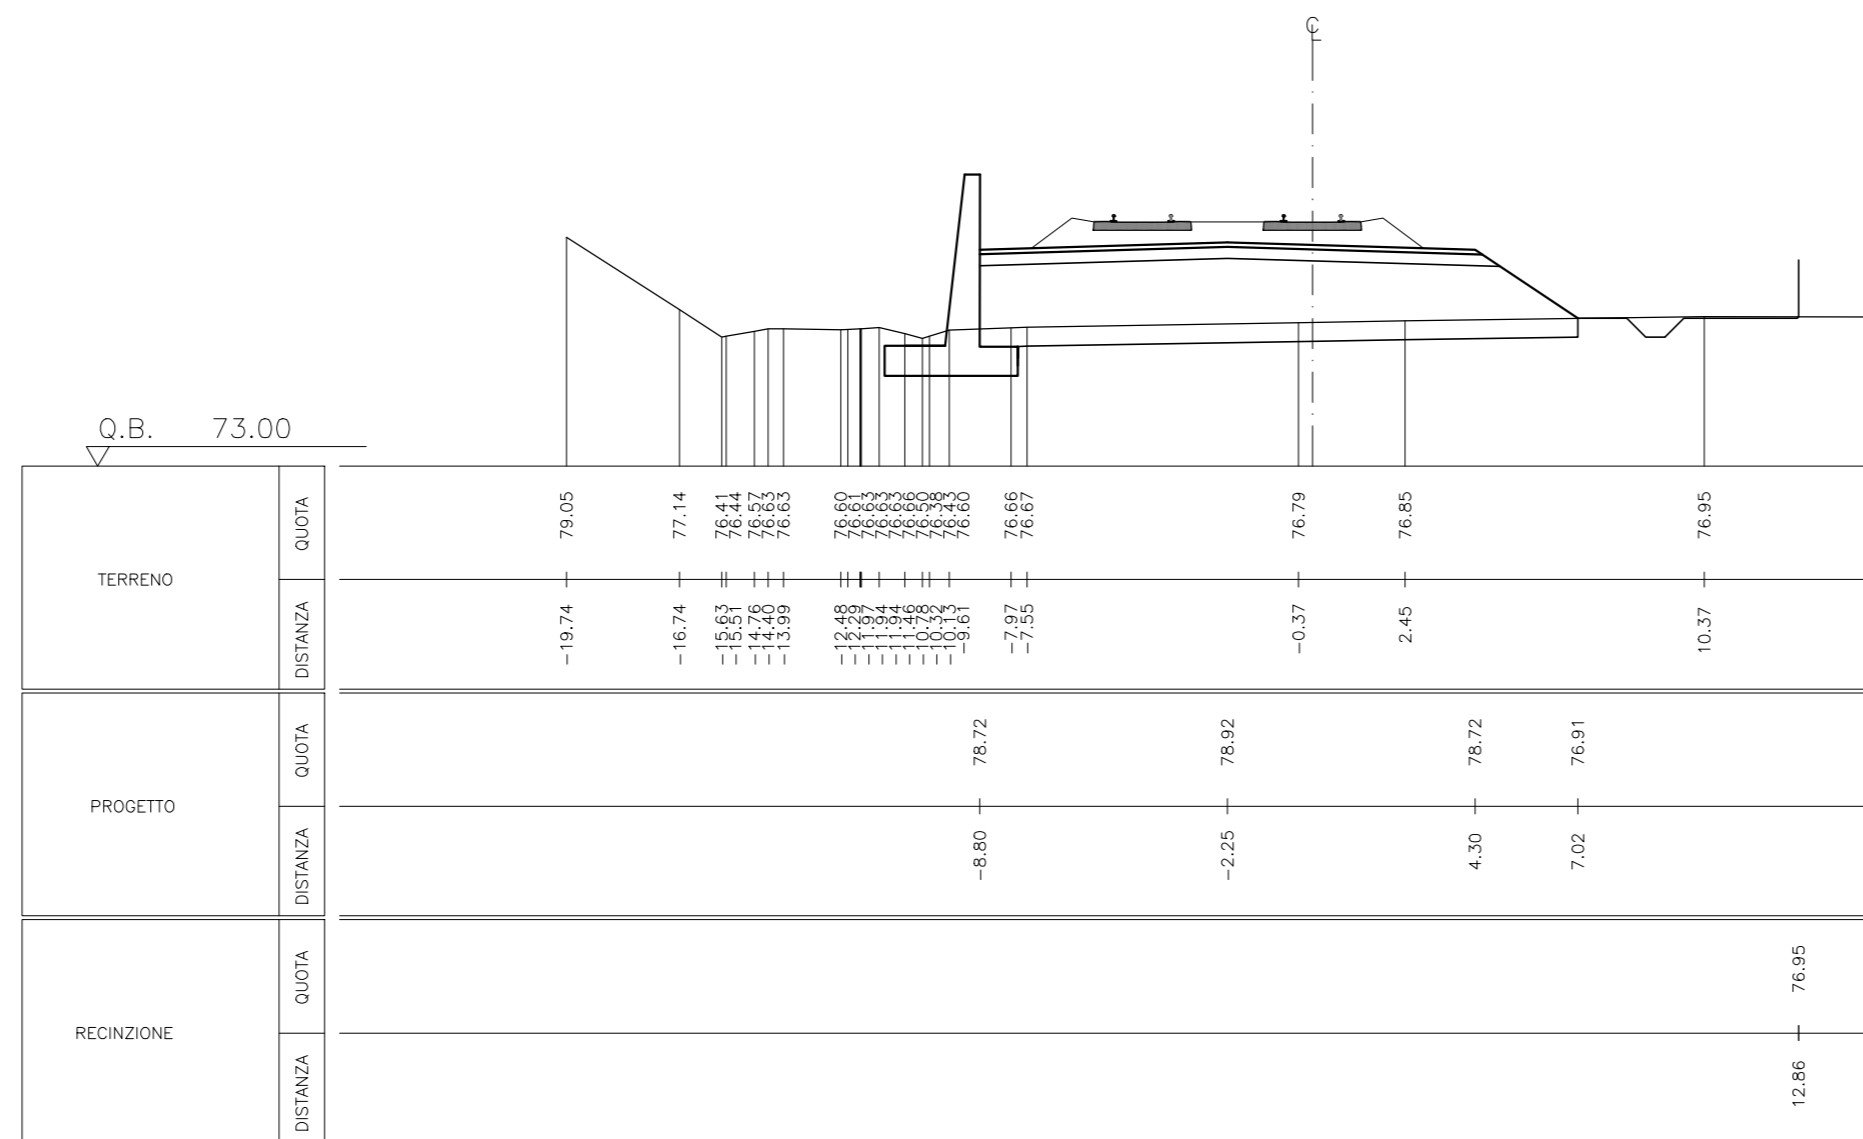 ℄
Q.B. 73.00
TERRENO
QUOTA
79.05 77.14 76.41 76.44 76.57 76.63 76.63 76.60 76.61 76.63 76.63 76.63 76.66 76.50 76.38 76.43 76.60 76.66 76.67 76.79 76.85 76.95
DISTANZA
-19.74 -16.74 -15.63 -15.51 -14.76 -14.40 -13.99 -12.48 -12.29 -11.97 -11.94 -11.94 -11.46 -10.78 -10.32 -10.13 -9.61 -7.97 -7.55 -0.37 2.45 10.37
PROGETTO
QUOTA
78.72 78.92 78.72 76.91
DISTANZA
-8.80 -2.25 4.30 7.02
RECINZIONE
QUOTA
76.95
DISTANZA
12.86